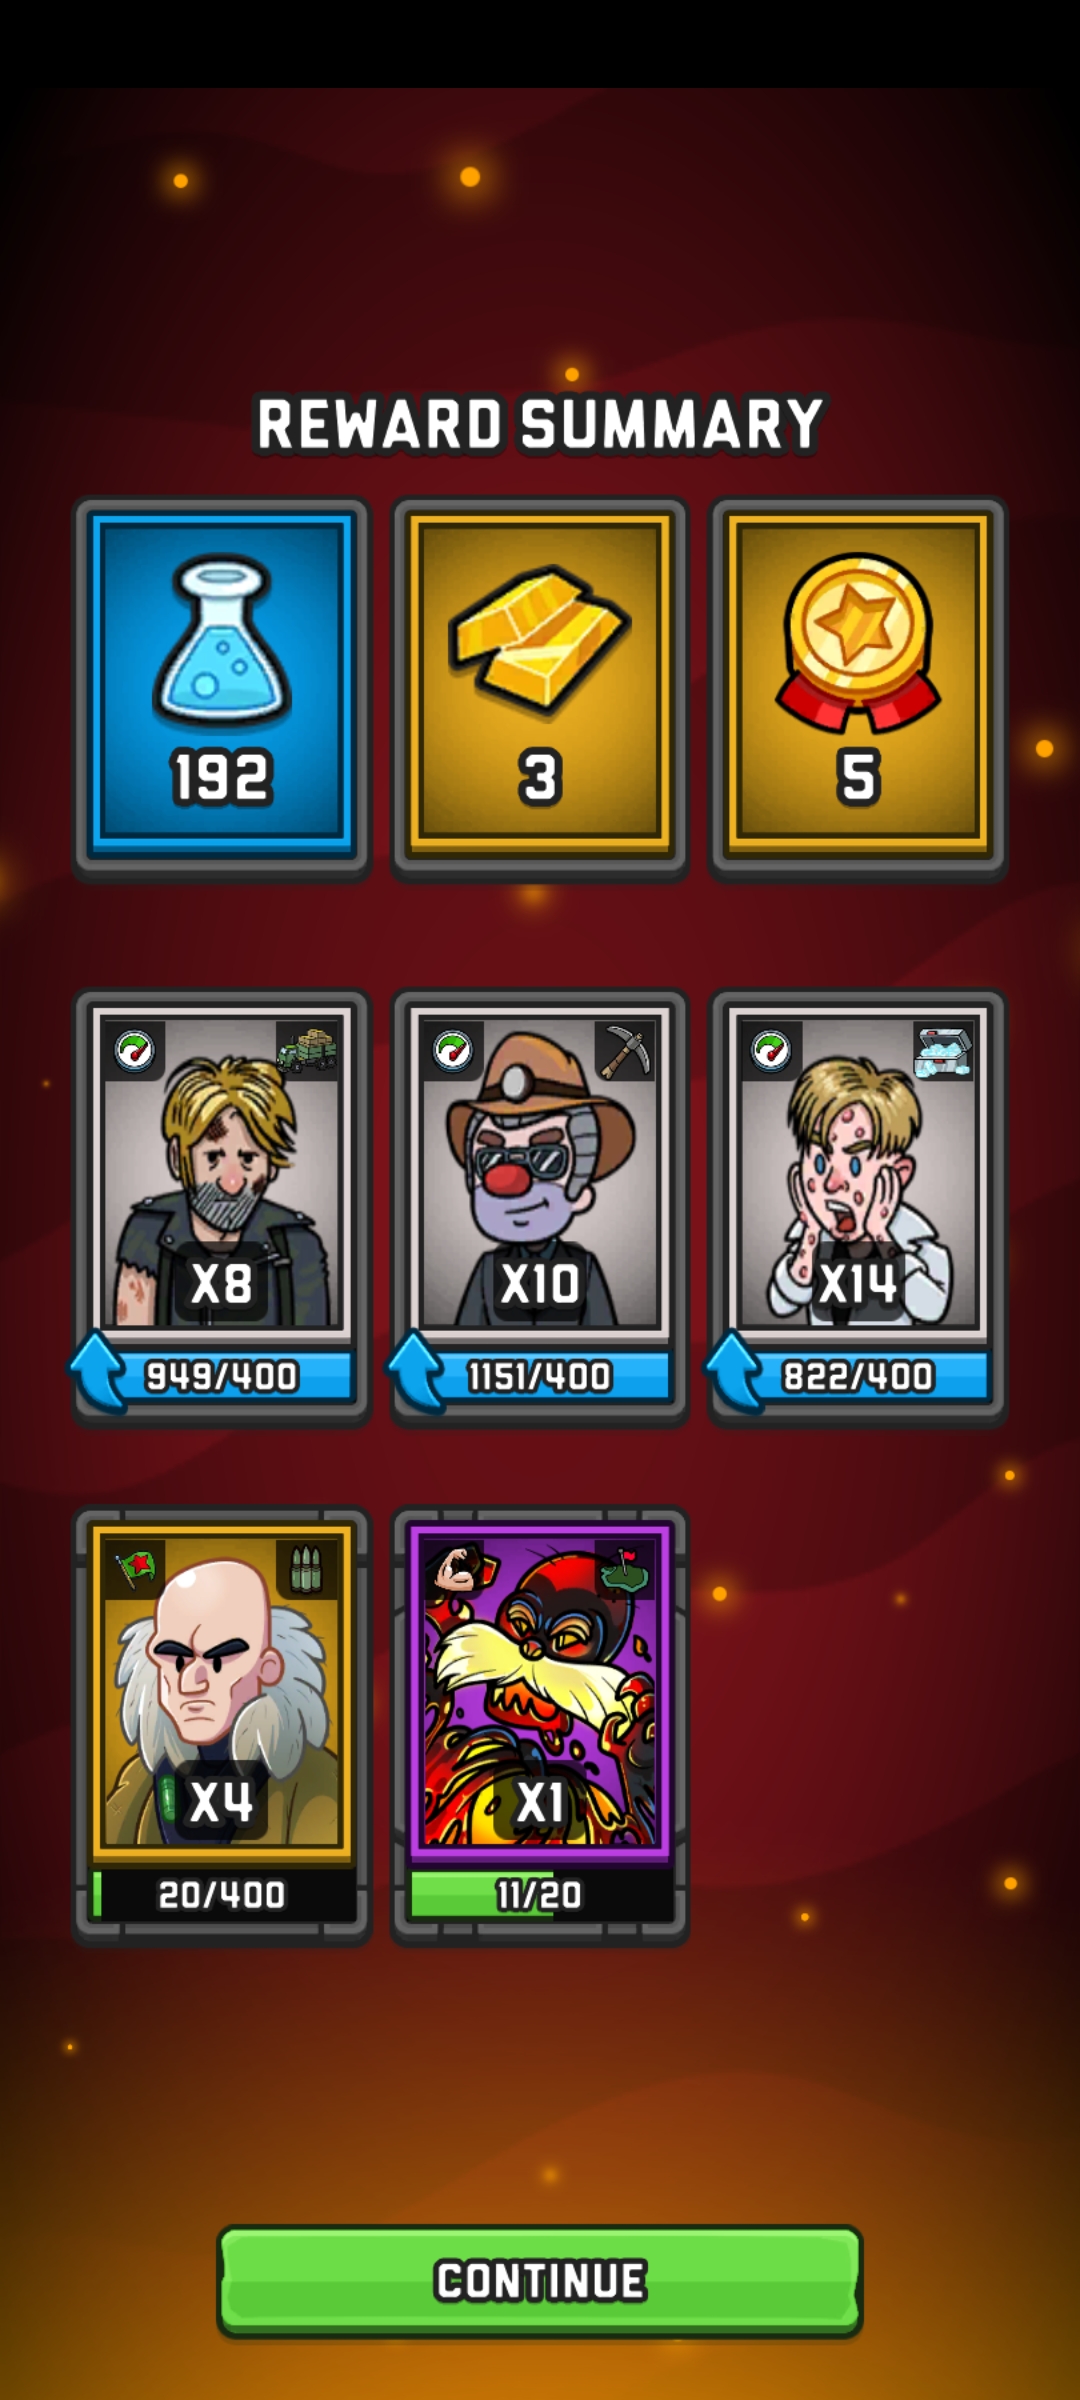 REWARD SUMMARY
192
3
5
X8
X10
X14
949/400
1151/400
822/400
X4
X1
20/400
11/20
CONTINUE